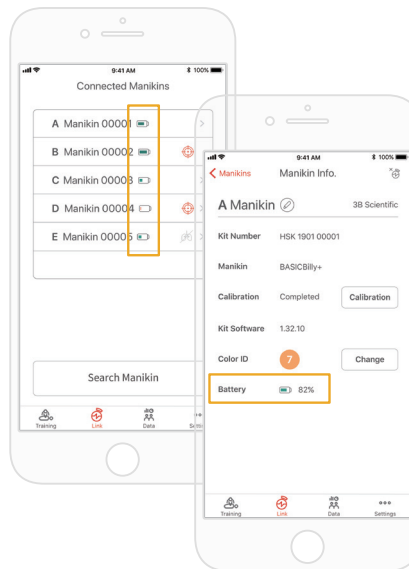 9:41 AM
100%
Connected Manikins
A Manikin 00001
B Manikin 00002
C Manikin 00003
D Manikin 00004
E Manikin 00005
Search Manikin
Training
Link
Data
9:41 AM
100%
Manikins
Manikin Info.
A Manikin
3B Scientific
Kit Number HSK 1901 00001
Manikin BASICBilly+
Calibration Completed Calibration
Kit Software 1.32.10
Color ID 7 Change
Battery 82%
Training
Link
Data
Settings